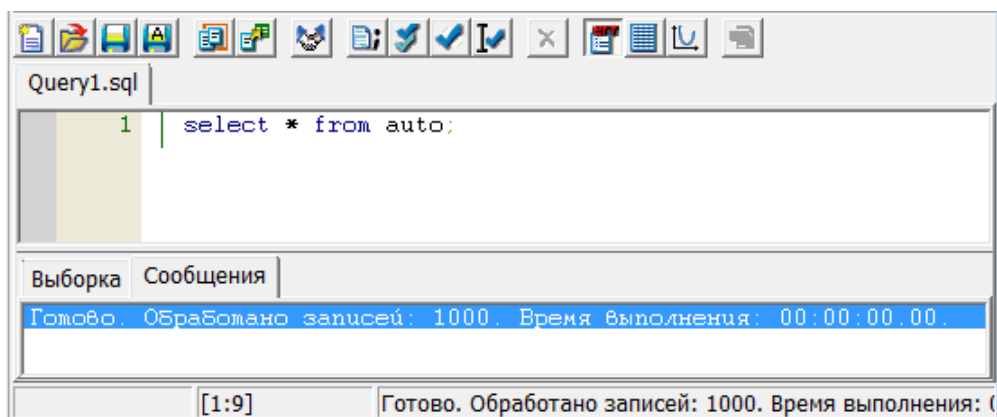 Query1.sql
1 select * from auto;
Выборка Сообщения
Готово. Обработано записей: 1000. Время выполнения: 00:00:00.00.
[1:9] Готово. Обработано записей: 1000. Время выполнения: (